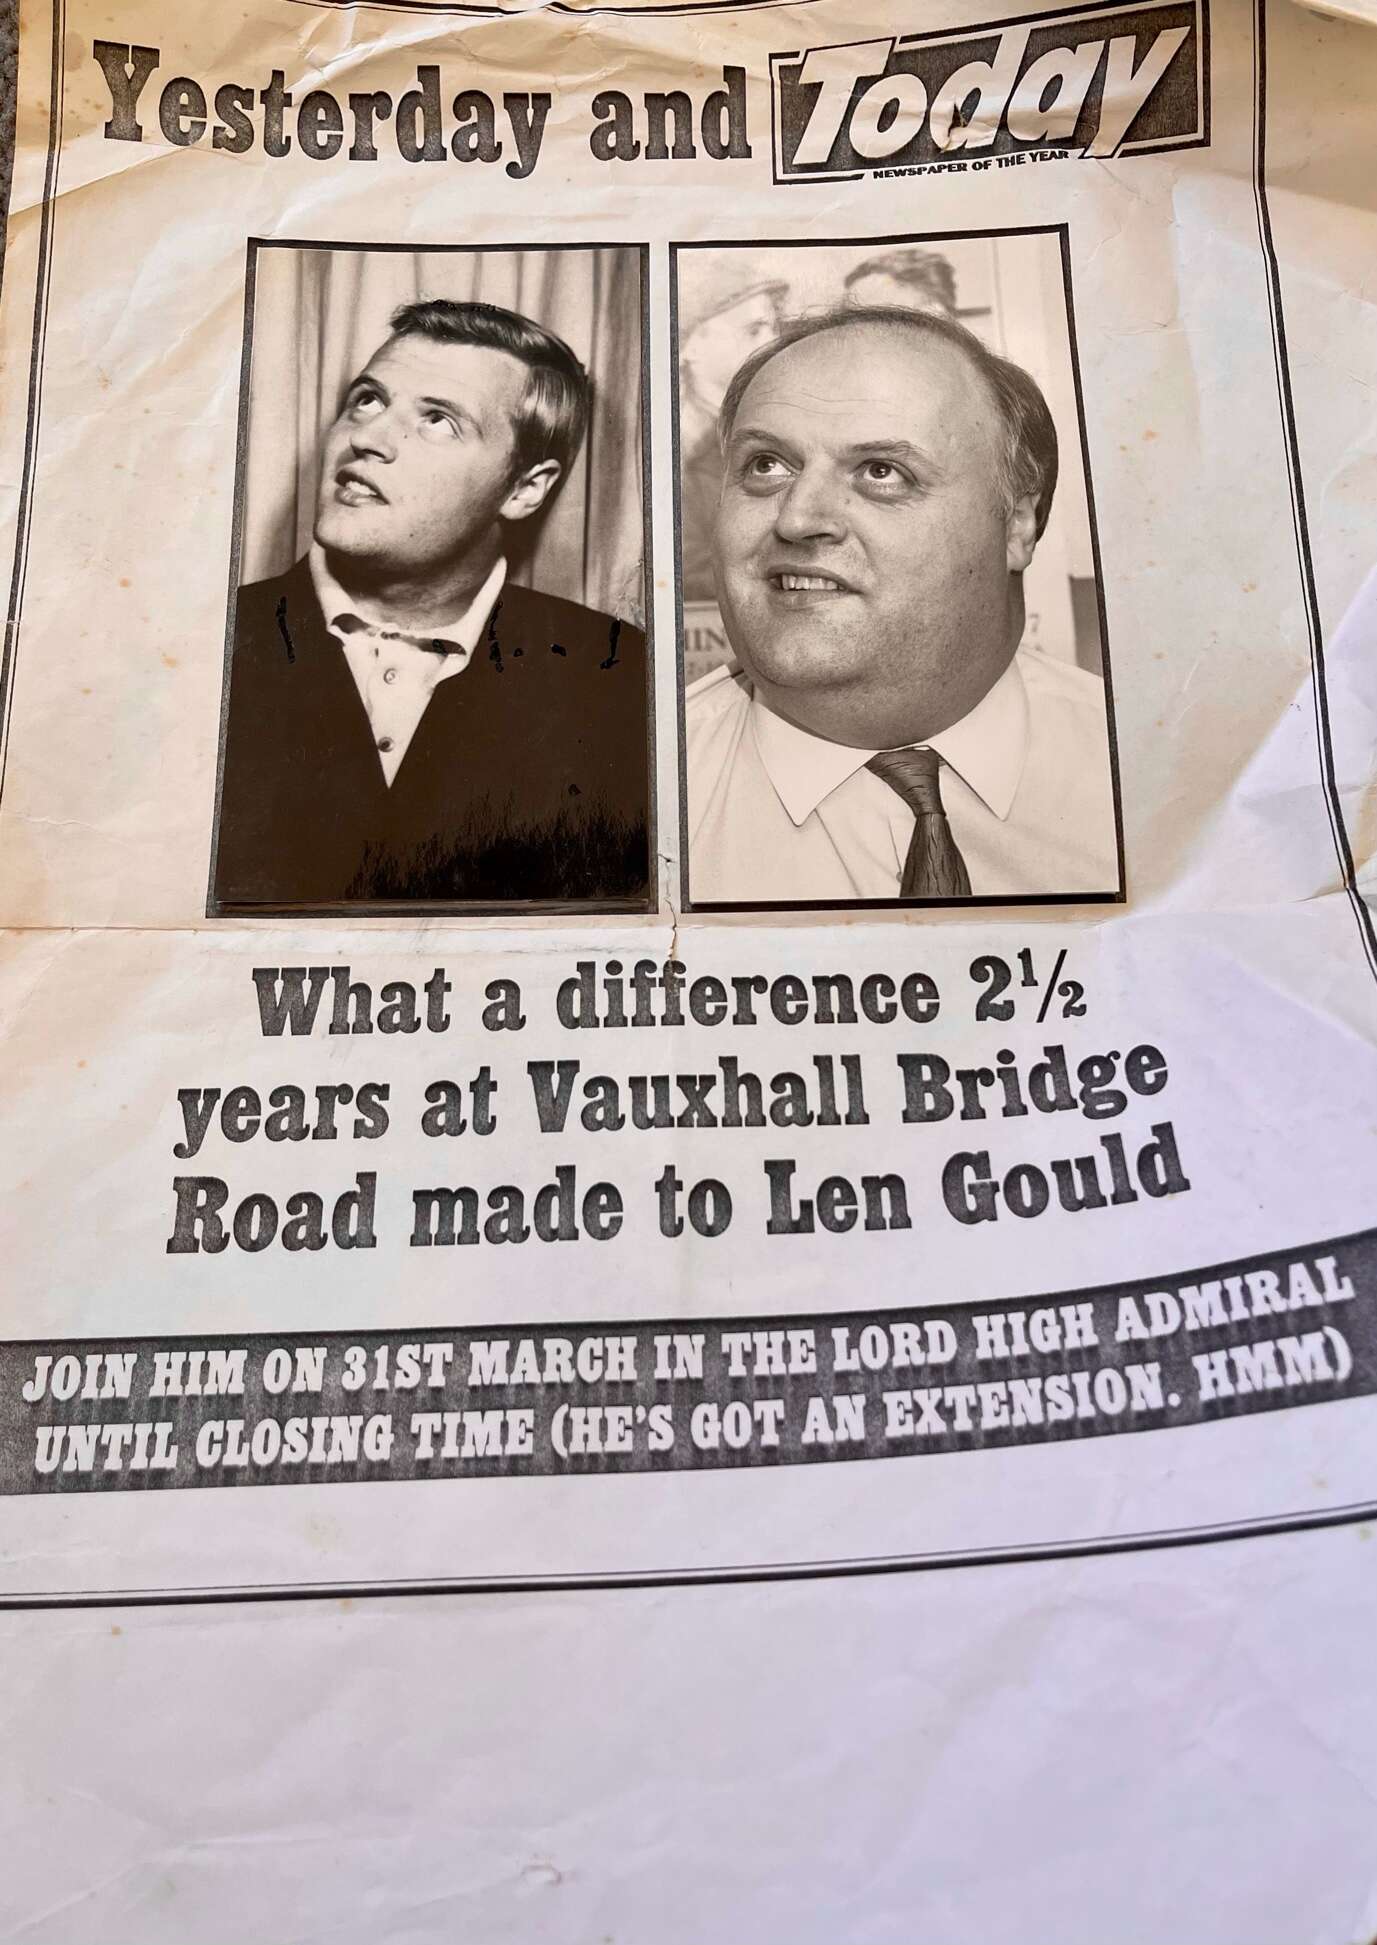 Yesterday and Today
NEWSPAPER OF THE YEAR
What a difference 2½
years at Vauxhall Bridge
Road made to Len Gould
JOIN HIM ON 31ST MARCH IN THE LORD HIGH ADMIRAL
UNTIL CLOSING TIME (HE'S GOT AN EXTENSION. HMM)